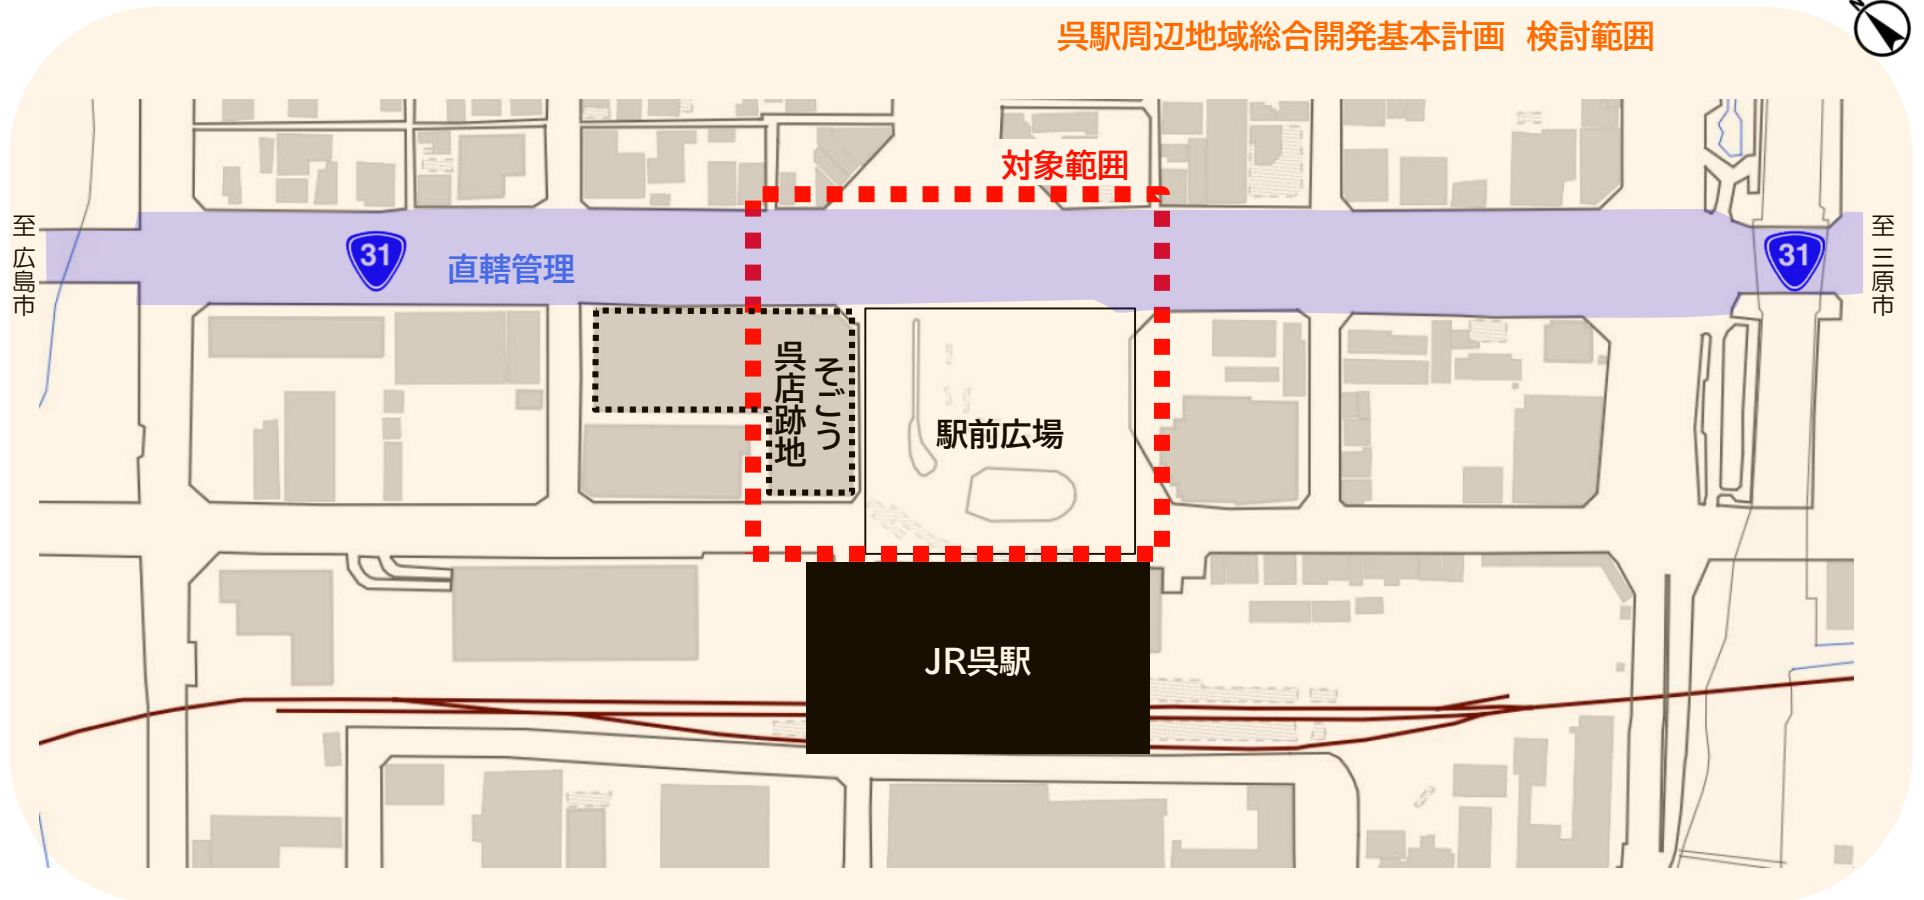 呉駅周辺地域総合開発基本計画 検討範囲
N
対象範囲
至 広島市
31
直轄管理
31
至 三原市
そごう
呉店跡地
駅前広場
JR呉駅